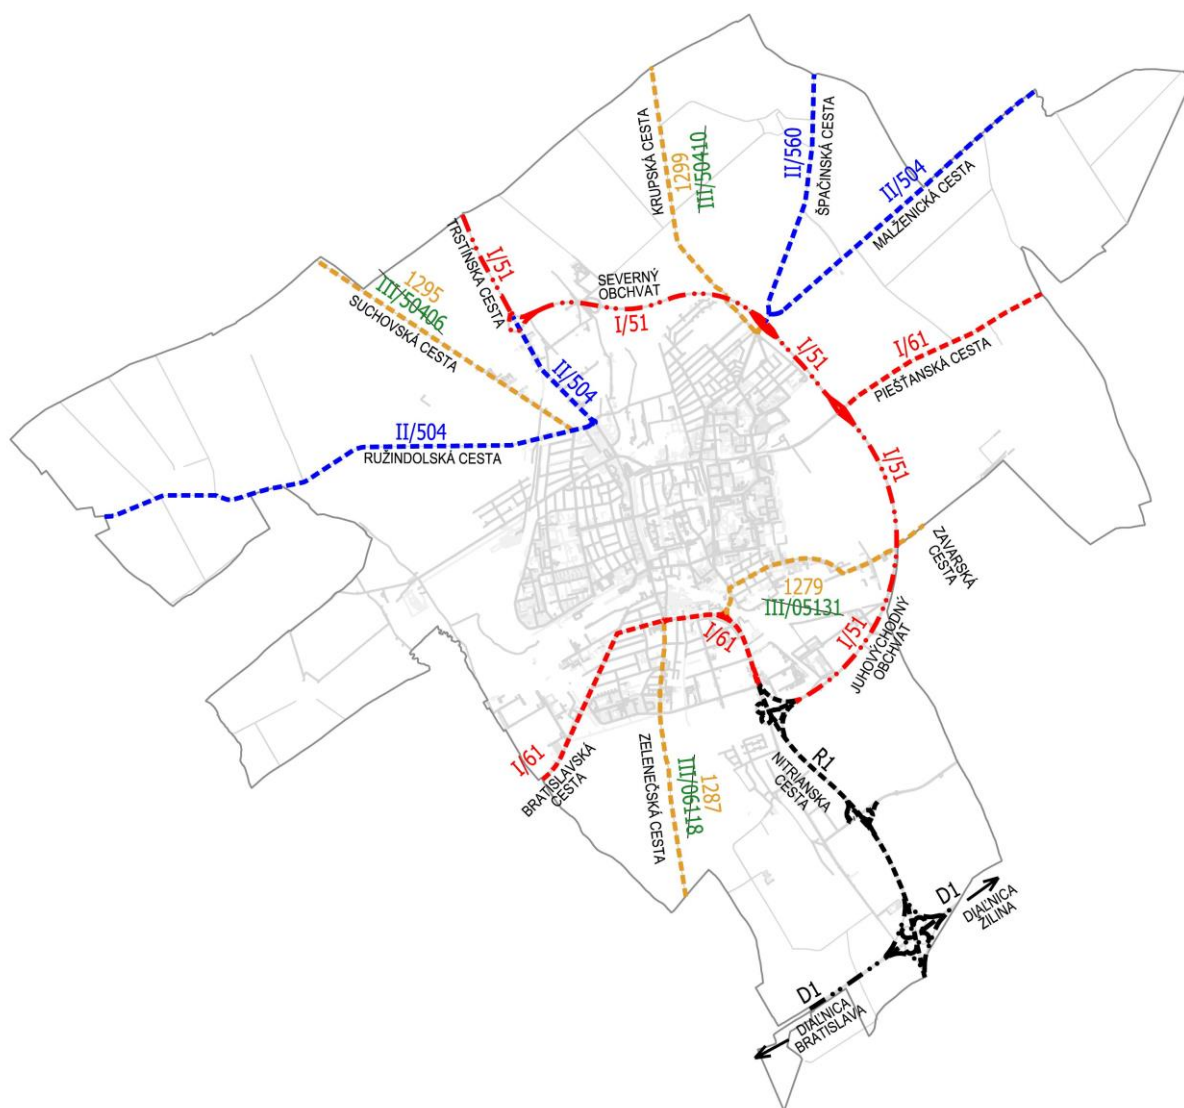 KRUPSKÁ CESTA
1299
III/50410
II/560
ŠPAČINSKÁ CESTA
II/504
MALŽENICKÁ CESTA
TRSTÍNSKA CESTA
I/51
SEVERNÝ
OBCHVAT
I/51
1295
III/50406
SUCHOVSKÁ CESTA
I/51
I/61
PIEŠŤANSKÁ CESTA
II/504
II/504
RUŽINDOLSKÁ CESTA
I/51
ZAVARSKÁ
CESTA
1279
III/05131
I/61
I/51
JUHOVÝCHODNÝ
OBCHVAT
I/61
BRATISLAVSKÁ
CESTA
ZELENEČSKÁ CESTA
III/06118
1287
R1
NITRIANSKA
CESTA
D1
DIAĽNICA
ŽILINA
D1
DIAĽNICA
BRATISLAVA